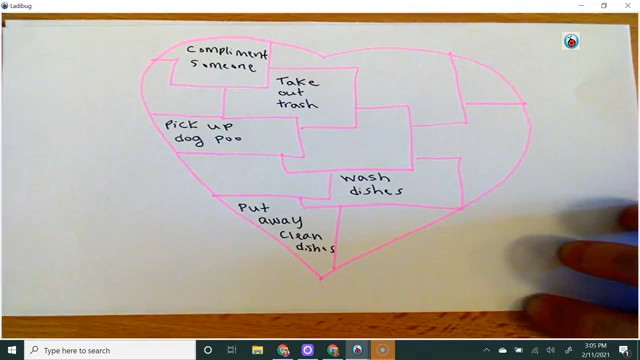 Ladibug
Compliment
Someone
Take
out
trash
Pick up
dog poo
Wash
dishes
Put
away
Clean
dishes
Type here to search
3:05 PM
2/11/2021